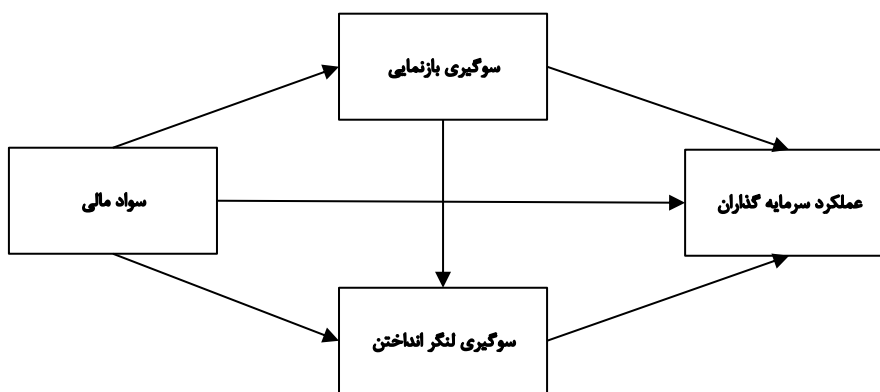 سوگیری بازنمایی
سواد مالی
عملکرد سرمایه گذاران
سوگیری لنگر انداختن